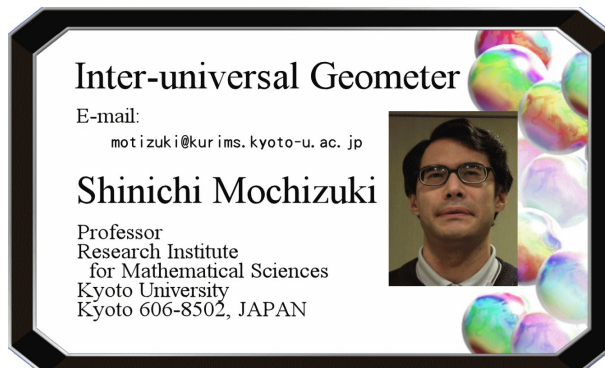 Inter-universal Geometer
E-mail:
motizuki@kurims.kyoto-u.ac.jp
Shinichi Mochizuki
Professor
Research Institute
for Mathematical Sciences
Kyoto University
Kyoto 606-8502, JAPAN